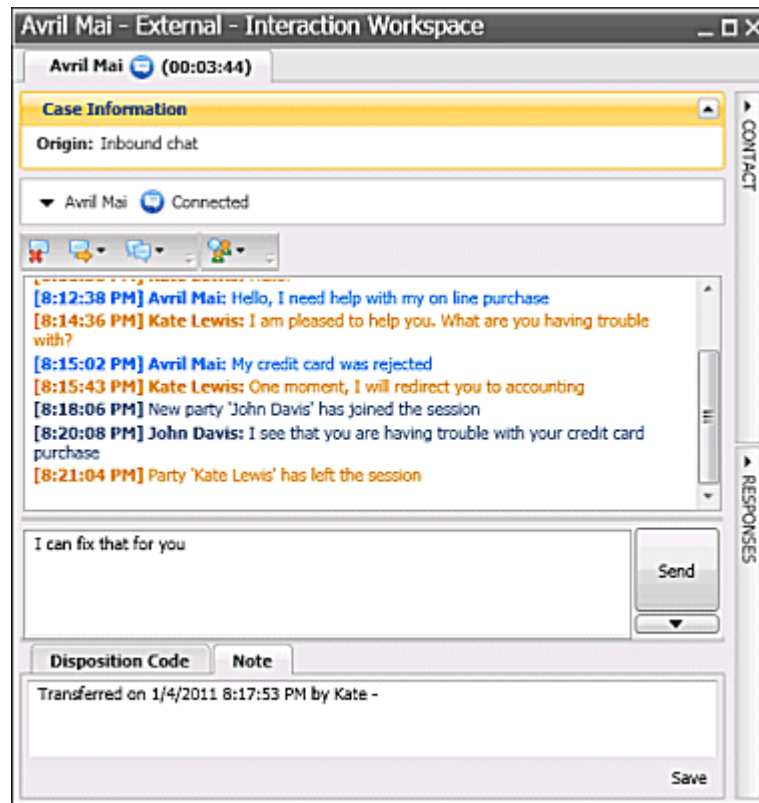 Avril Mai - External - Interaction Workspace
Avril Mai (00:03:44)
Case Information
Origin: Inbound chat
Avril Mai Connected
[8:12:38 PM] Avril Mai: Hello, I need help with my on line purchase
[8:14:36 PM] Kate Lewis: I am pleased to help you. What are you having trouble
with?
[8:15:02 PM] Avril Mai: My credit card was rejected
[8:15:43 PM] Kate Lewis: One moment, I will redirect you to accounting
[8:18:06 PM] New party 'John Davis' has joined the session
[8:20:08 PM] John Davis: I see that you are having trouble with your credit card
purchase
[8:21:04 PM] Party 'Kate Lewis' has left the session
I can fix that for you
Send
Disposition Code
Note
Transferred on 1/4/2011 8:17:53 PM by Kate -
Save
CONTACT
RESPONSES